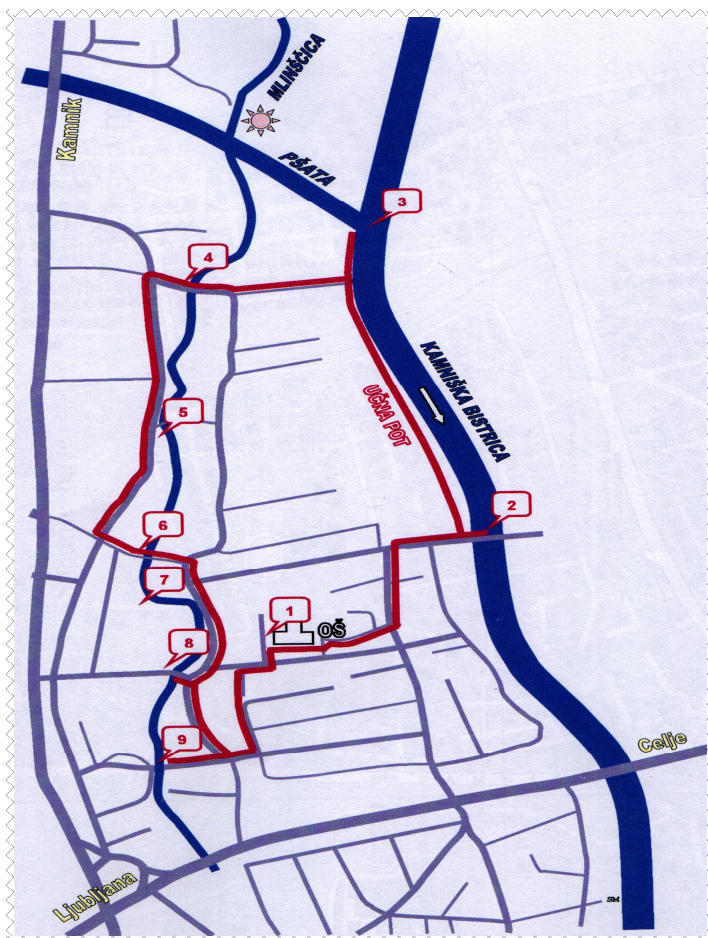 MLINŠČICA
Kamnik
PŠATA
3
4
KAMNIŠKA BISTRICA
UČNA POT
5
2
6
7
1
OŠ
8
9
Celje
Ljubljana
SM